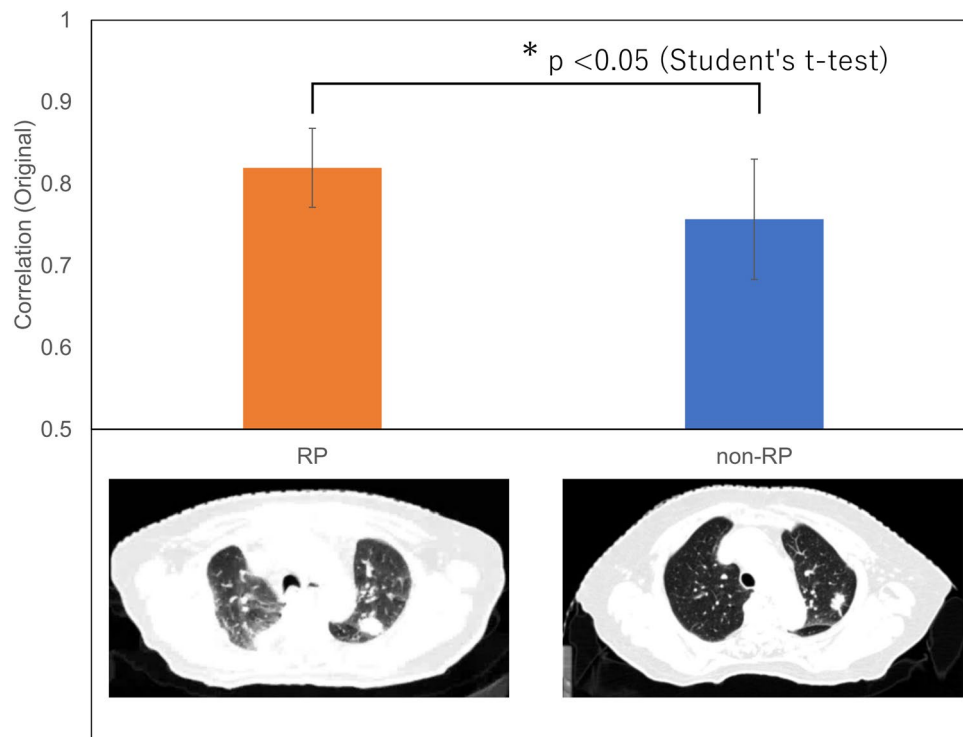 1
* p <0.05 (Student's t-test)
0.9
0.8
0.7
0.6
0.5
Correlation (Original)
RP
non-RP